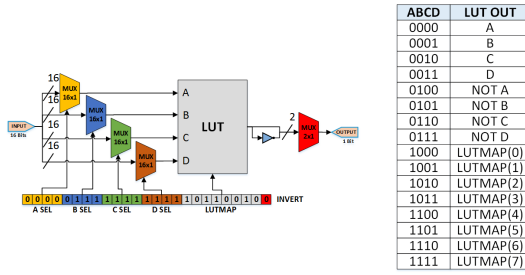 16
MUX
16x1
A
16
MUX
16x1
B
INPUT
16 Bits
16
MUX
16x1
C
LUT
2
MUX
2x1
OUTPUT
1 Bit
16
MUX
16x1
D
0 0 0 0 0 1 1 1 1 1 1 1 1 1 1 1 1 0 1 1 0 0 1 0 0 INVERT
A SEL B SEL C SEL D SEL LUTMAP
ABCD LUT OUT
0000 A
0001 B
0010 C
0011 D
0100 NOT A
0101 NOT B
0110 NOT C
0111 NOT D
1000 LUTMAP(0)
1001 LUTMAP(1)
1010 LUTMAP(2)
1011 LUTMAP(3)
1100 LUTMAP(4)
1101 LUTMAP(5)
1110 LUTMAP(6)
1111 LUTMAP(7)